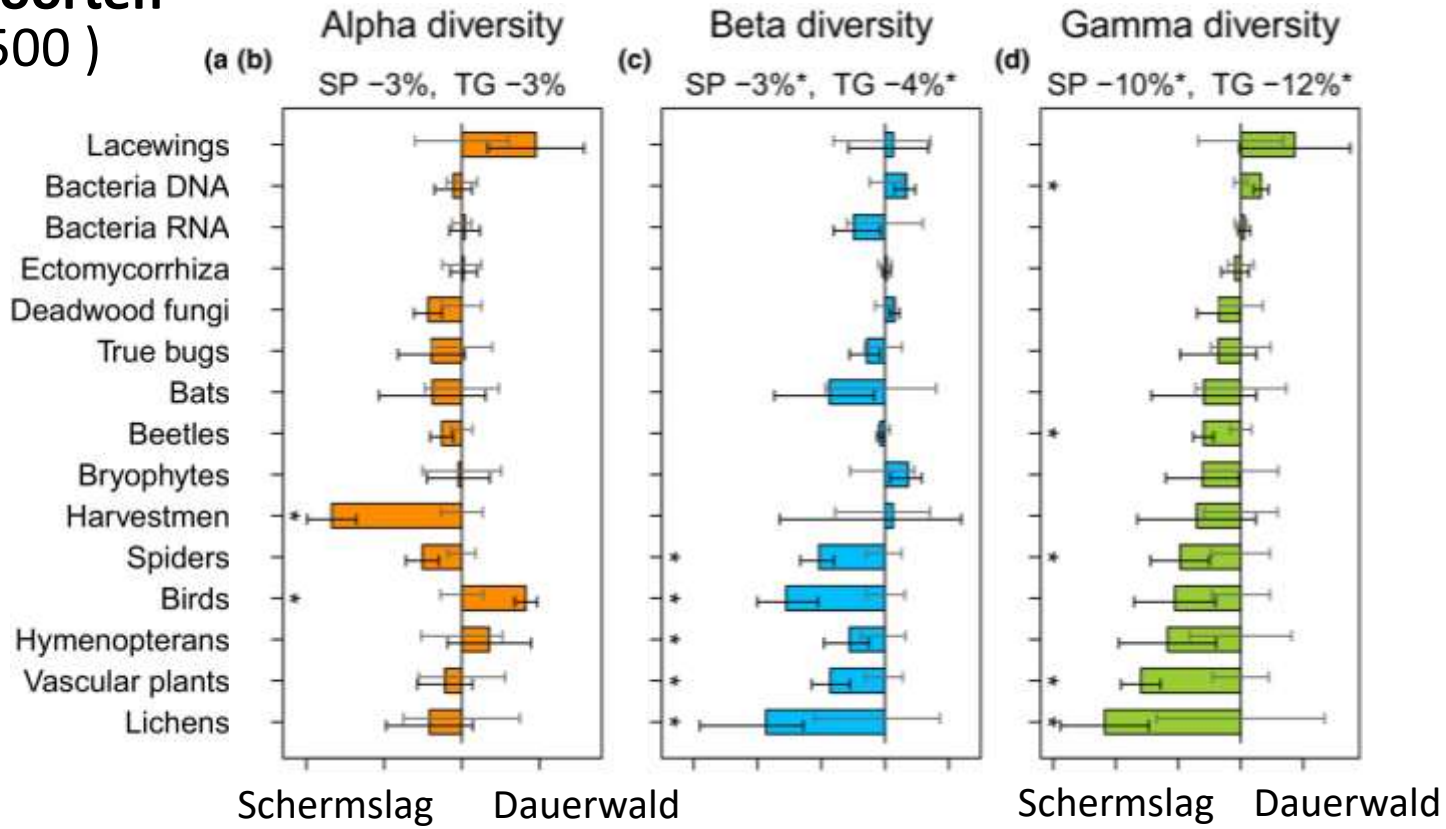 oorten
500 )
Alpha diversity
Beta diversity
Gamma diversity
(a (b)
(c)
(d)
SP −3%, TG −3%
SP −3%*, TG −4%*
SP −10%*, TG −12%*
Lacewings
Bacteria DNA *
Bacteria RNA
Ectomycorrhiza
Deadwood fungi
True bugs
Bats
Beetles *
Bryophytes
Harvestmen *
Spiders * *
Birds * *
Hymenopterans *
Vascular plants * *
Lichens * *
Schermslag Dauerwald
Schermslag Dauerwald